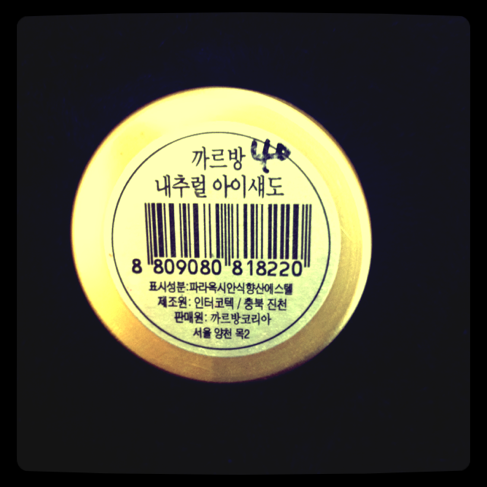 까르방 40
내추럴 아이섀도
8 809080 818220
표시성분:파라옥시안식향산에스텔
제조원: 인터코텍 / 충북 진천
판매원: 까르방코리아
서울 양천 목2